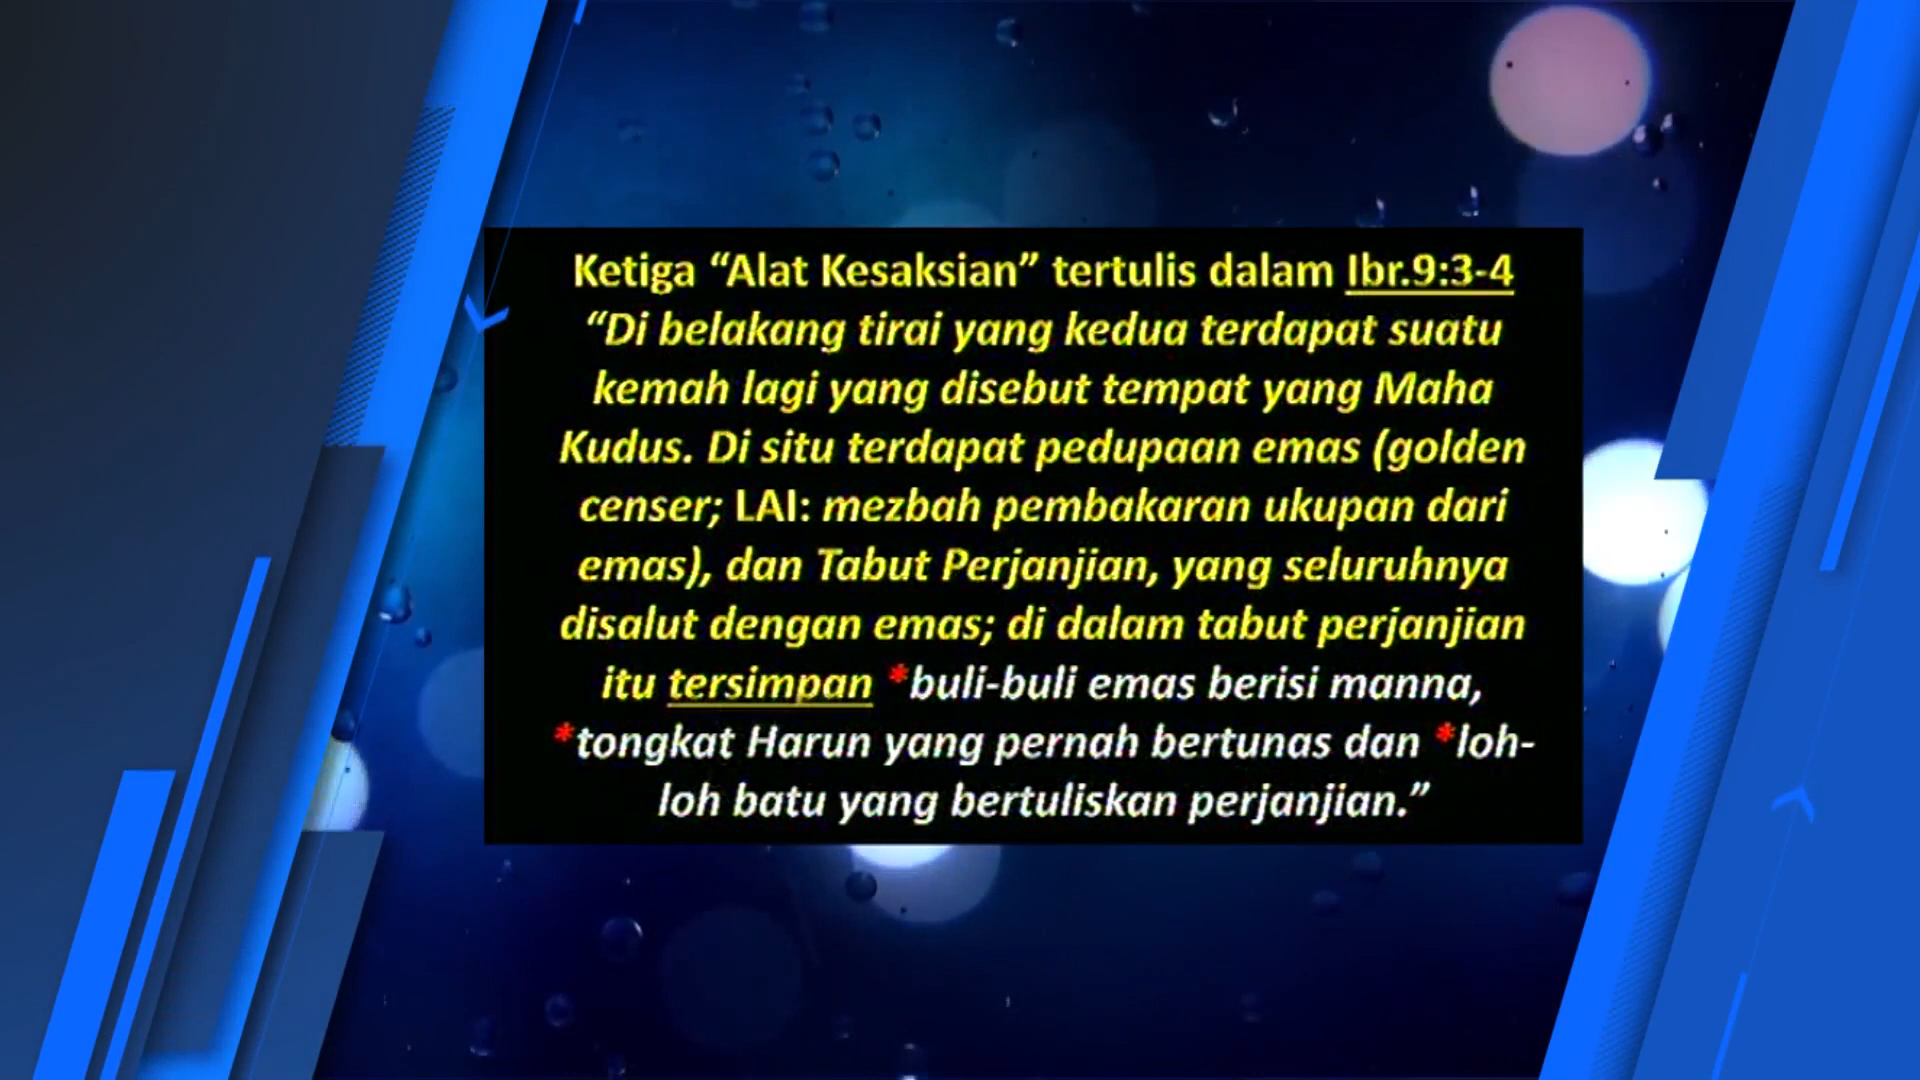 Ketiga “Alat Kesaksian” tertulis dalam Ibr.9:3-4
“Di belakang tirai yang kedua terdapat suatu
kemah lagi yang disebut tempat yang Maha
Kudus. Di situ terdapat pedupaan emas (golden
censer; LAI: mezbah pembakaran ukupan dari
emas), dan Tabut Perjanjian, yang seluruhnya
disalut dengan emas; di dalam tabut perjanjian
itu tersimpan *buli-buli emas berisi manna,
*tongkat Harun yang pernah bertunas dan *loh-
loh batu yang bertuliskan perjanjian.”